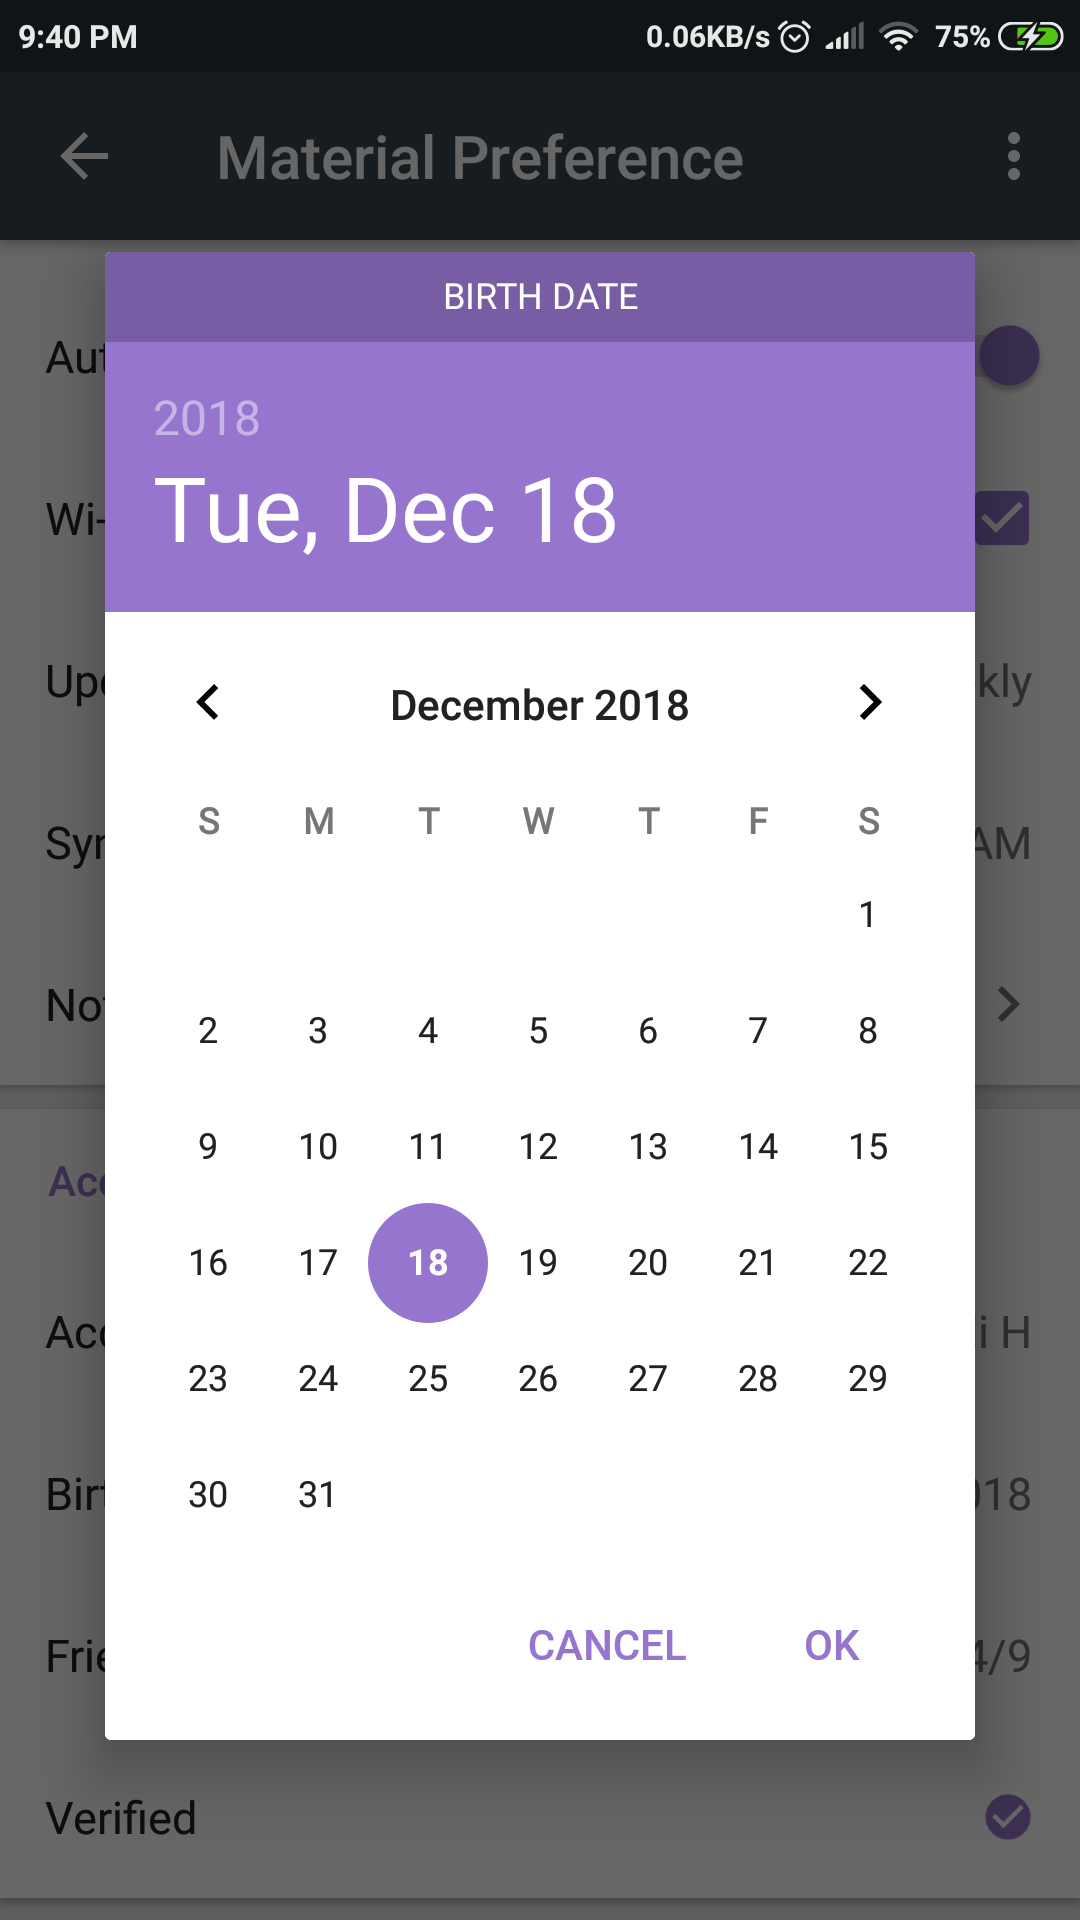 9:40 PM 0.06KB/s 75%
Material Preference
BIRTH DATE
2018
Tue, Dec 18
December 2018
S M T W T F S
1
2 3 4 5 6 7 8
9 10 11 12 13 14 15
16 17 18 19 20 21 22
23 24 25 26 27 28 29
30 31
CANCEL OK
Verified